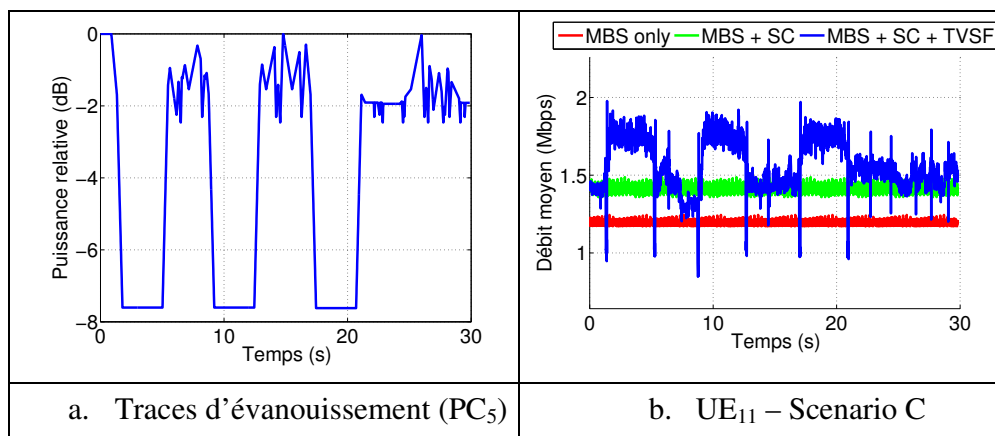 0
−2
−4
−6
−8
Puissance relative (dB)
0 10 20 30
Temps (s)
MBS only MBS + SC MBS + SC + TVSF
2
1.5
1
Débit moyen (Mbps)
0 10 20 30
Temps (s)
a. Traces d'évanouissement (PC5)
b. UE11 – Scenario C